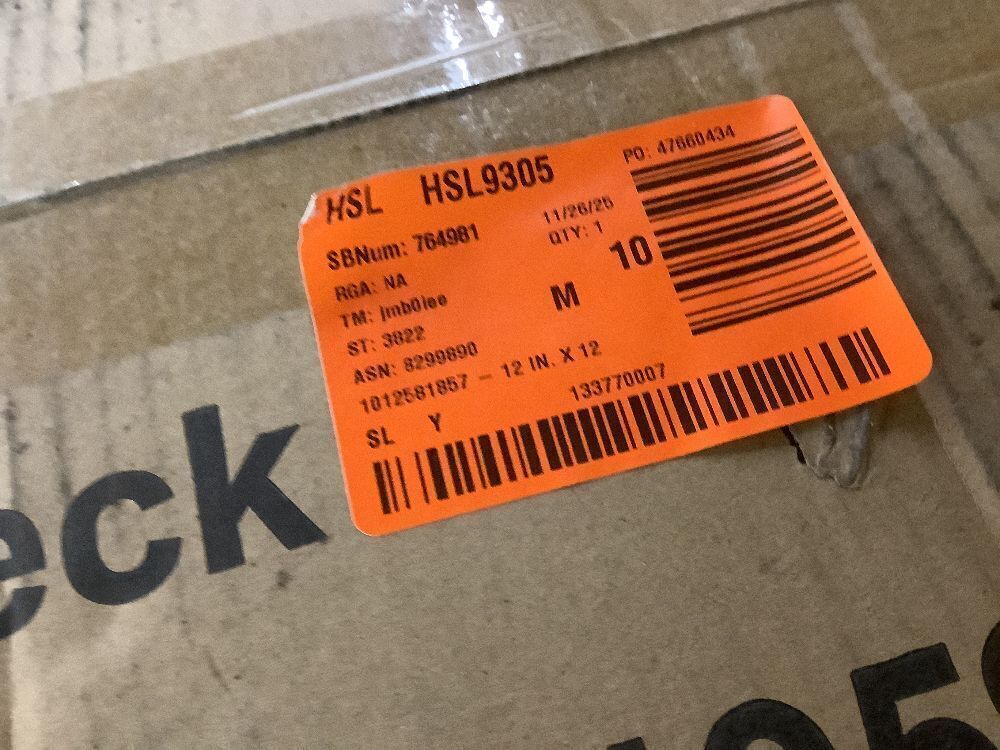 HSL HSL9305 PO: 47660434
SBNum: 764981 11/26/25
QTY: 1
RGA: NA 10
TM: jmb0lee M
ST: 3822
ASN: 8299890
1012581857 - 12 IN. X 12
133770007
SL Y
eck